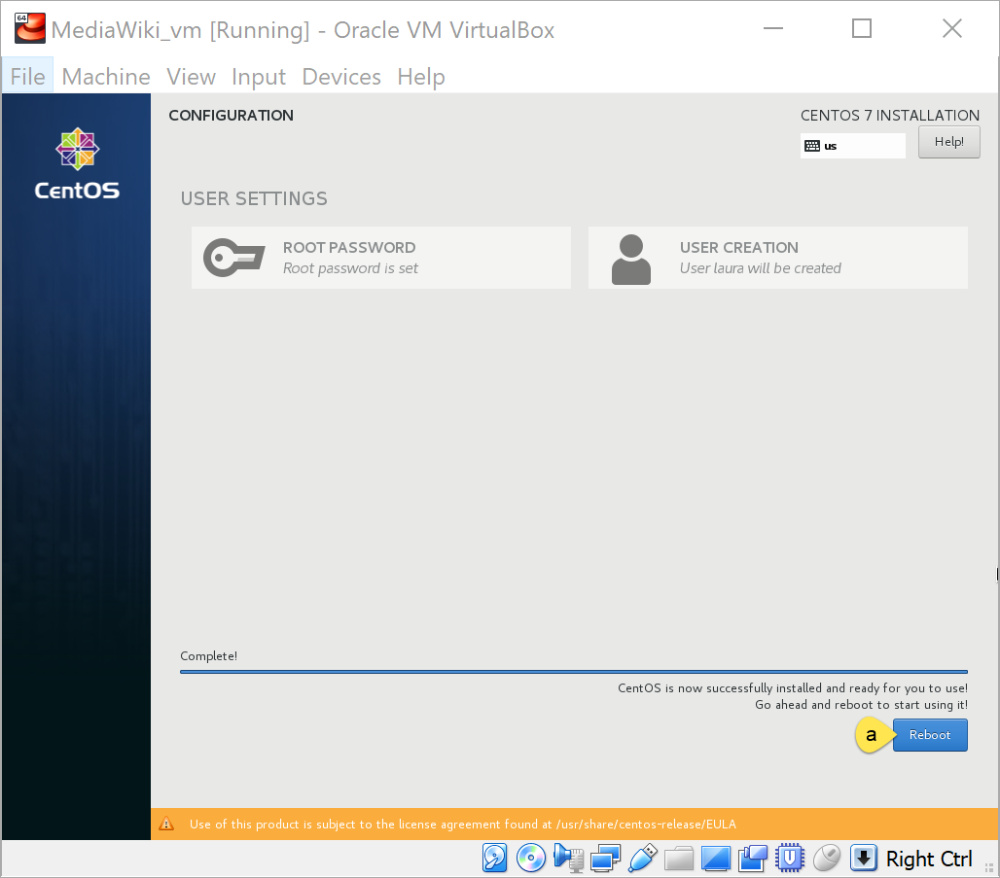 64
MediaWiki_vm [Running] - Oracle VM VirtualBox
File Machine View Input Devices Help
CentOS
CONFIGURATION
CENTOS 7 INSTALLATION
us
Help!
USER SETTINGS
ROOT PASSWORD
Root password is set
USER CREATION
User laura will be created
Complete!
CentOS is now successfully installed and ready for you to use!
Go ahead and reboot to start using it!
a
Reboot
Use of this product is subject to the license agreement found at /usr/share/centos-release/EULA
Right Ctrl